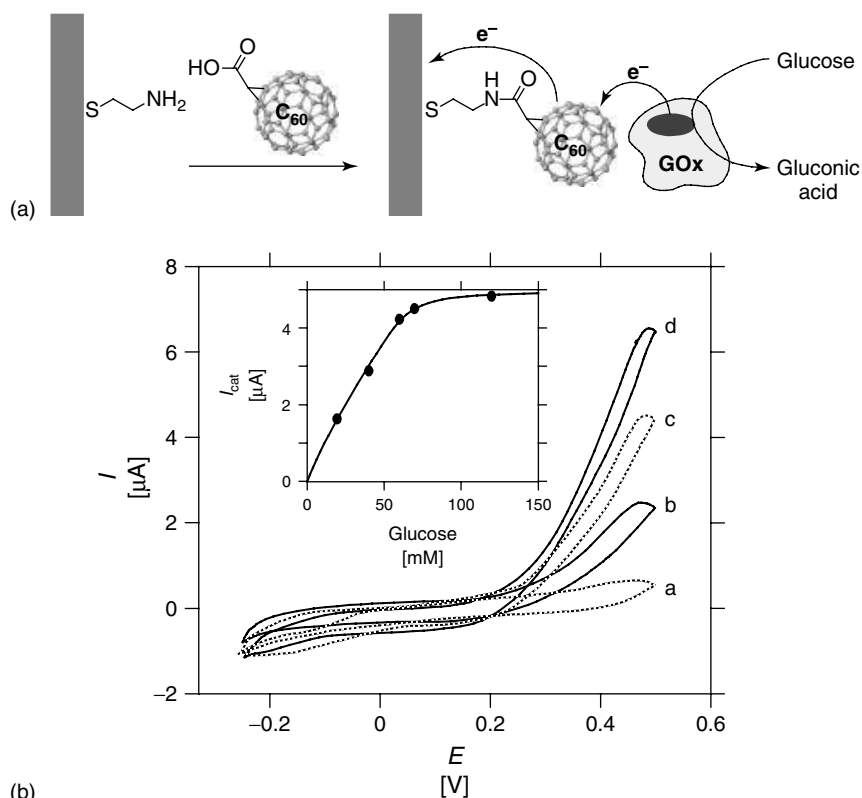 HO
O
S
NH₂
C₆₀
(a)
e⁻
S
H
N
O
C₆₀
e⁻
GOx
Glucose
Gluconic
acid
8
6
4
2
0
−2
I
[μA]
−0.2
0
0.2
0.4
0.6
E
[V]
d
c
b
a
4
2
0
I_cat
[μA]
0
50
100
150
Glucose
[mM]
(b)